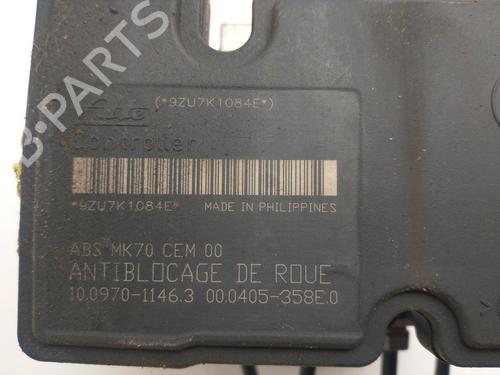 (*9ZU7K1084E*)
Ate
Controller
*9ZU7K1084E* MADE IN PHILIPPINES
ABS MK70 CEM 00
ANTIBLOCAGE DE ROUE
10.0970-1146.3 00.0405-358E.0
B-PARTS